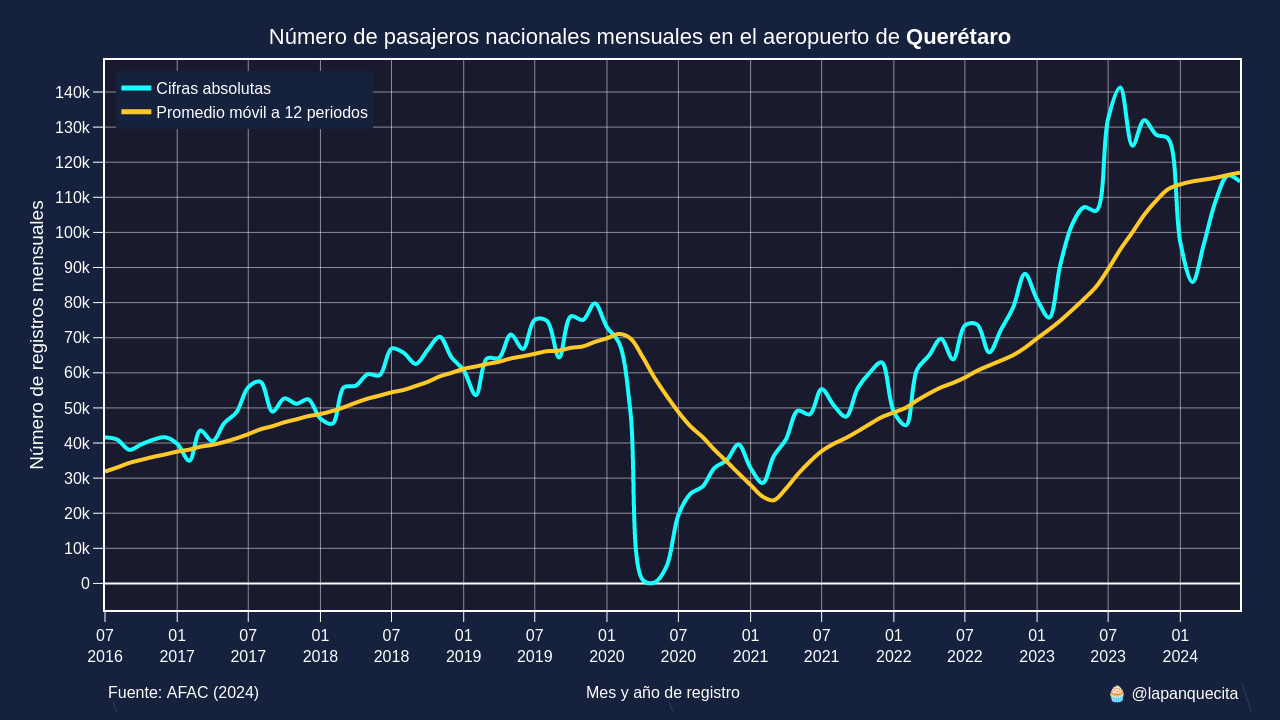 Número de pasajeros nacionales mensuales en el aeropuerto de Querétaro
Cifras absolutas
Promedio móvil a 12 periodos
Número de registros mensuales
140k
130k
120k
110k
100k
90k
80k
70k
60k
50k
40k
30k
20k
10k
0
07 01 07 01 07 01 07 01 07 01 07 01 07 01 07 01
2016 2017 2017 2018 2018 2019 2019 2020 2020 2021 2021 2022 2022 2023 2023 2024
Fuente: AFAC (2024) Mes y año de registro 🧁 @lapanquecita